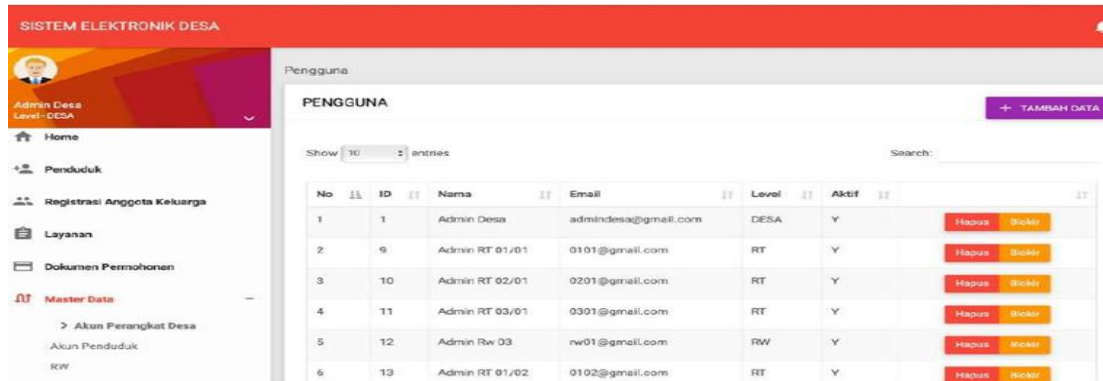 SISTEM ELEKTRONIK DESA
Admin Desa
Level - DESA
Home
Penduduk
Registrasi Anggota Keluarga
Layanan
Dokumen Permohonan
Master Data
> Akun Perangkat Desa
Akun Penduduk
RW
Pengguna
PENGGUNA
+ TAMBAH DATA
Show 10 entries Search:
No ID Nama Email Level Aktif
1 1 Admin Desa admindesa@gmail.com DESA Y Hapus Blokir
2 9 Admin RT 01/01 0101@gmail.com RT Y Hapus Blokir
3 10 Admin RT 02/01 0201@gmail.com RT Y Hapus Blokir
4 11 Admin RT 03/01 0301@gmail.com RT Y Hapus Blokir
5 12 Admin Rw 03 rw01@gmail.com RW Y Hapus Blokir
6 13 Admin RT 01/02 0102@gmail.com RT Y Hapus Blokir